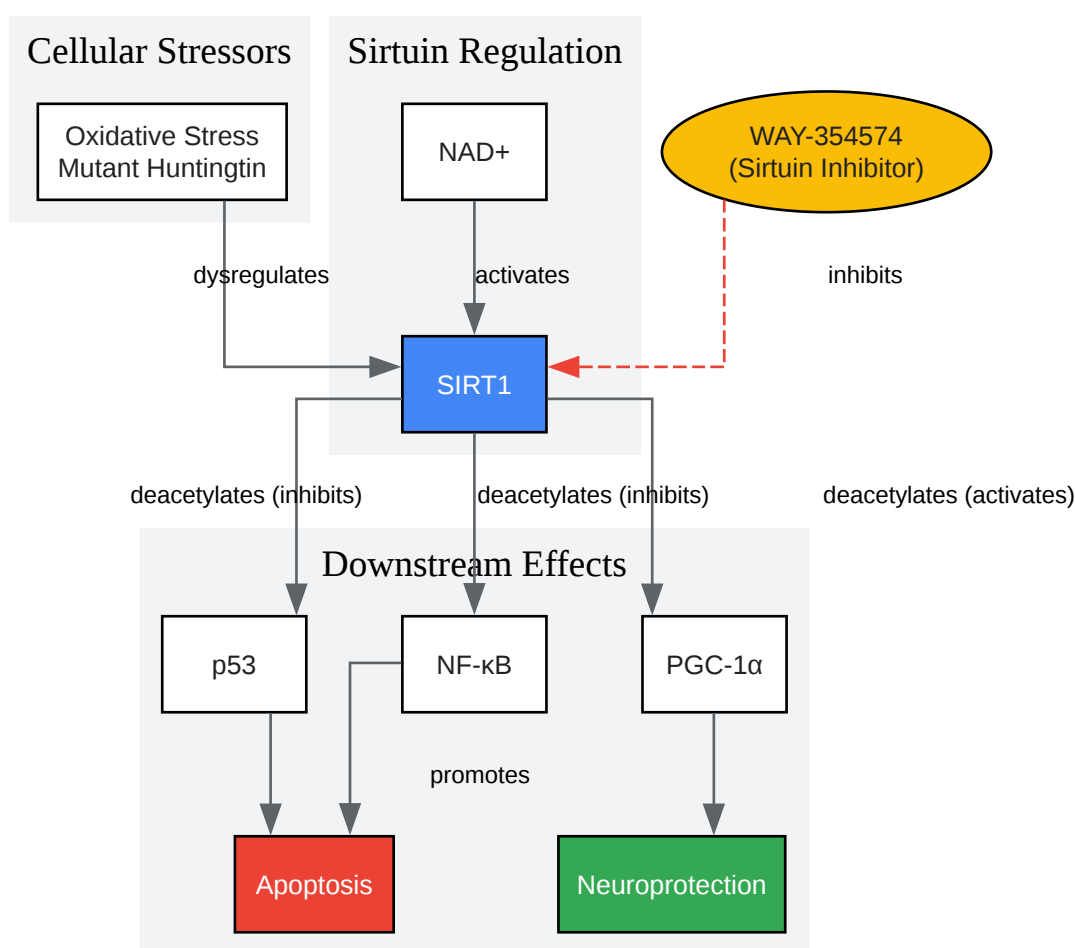 Cellular Stressors
Sirtuin Regulation
Oxidative Stress
Mutant Huntingtin
NAD+
WAY-354574
(Sirtuin Inhibitor)
dysregulates
activates
inhibits
SIRT1
deacetylates (inhibits)
deacetylates (inhibits)
deacetylates (activates)
Downstream Effects
p53
NF-κB
PGC-1α
promotes
Apoptosis
Neuroprotection